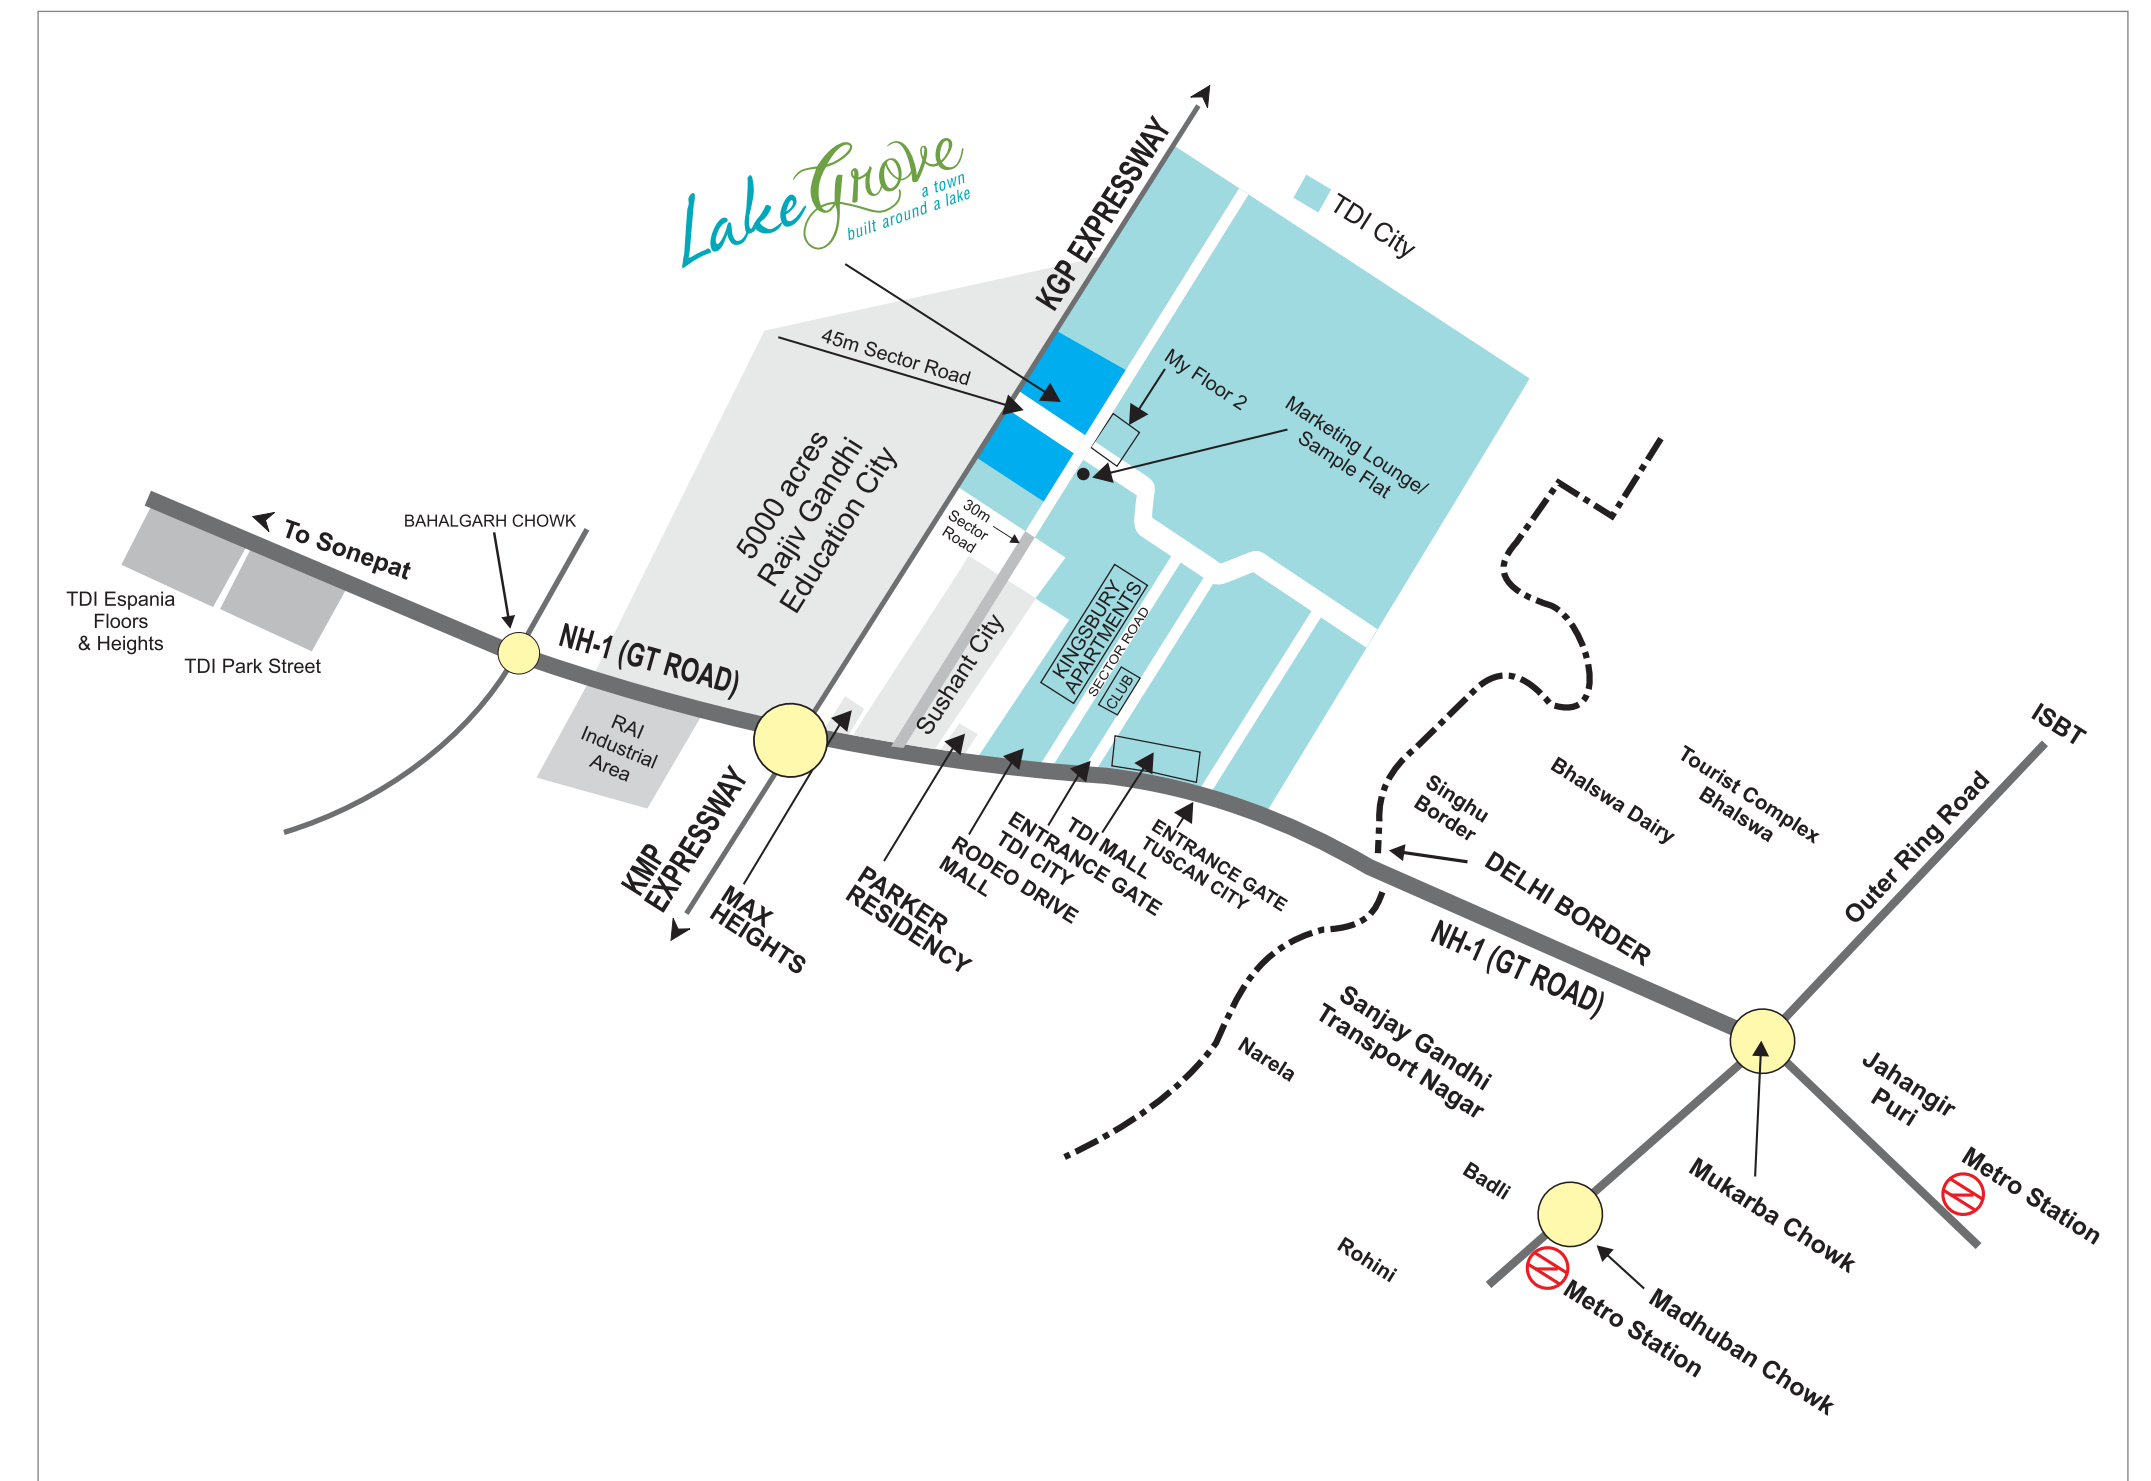 Lake Grove
a town
built around a lake
KGP EXPRESSWAY
TDI City
45m Sector Road
My Floor 2
Marketing Lounge/
Sample Flat
5000 acres
Rajiv Gandhi
Education City
30m
Sector
Road
To Sonepat
BAHALGARH CHOWK
TDI Espania
Floors
& Heights
TDI Park Street
NH-1 (GT ROAD)
RAI
Industrial
Area
Sushant City
KINGSBURY
APARTMENTS
SECTOR ROAD
CLUB
KMP
EXPRESSWAY
MAX
HEIGHTS
PARKER
RESIDENCY
RODEO DRIVE
MALL
ENTRANCE GATE
TDI CITY
TDI MALL
ENTRANCE GATE
TUSCAN CITY
Singhu
Border
Bhalswa Dairy
Tourist Complex
Bhalswa
ISBT
Outer Ring Road
DELHI BORDER
NH-1 (GT ROAD)
Sanjay Gandhi
Transport Nagar
Narela
Jahangir
Puri
Metro Station
Mukarba Chowk
Badli
Rohini
Metro Station
Madhuban Chowk